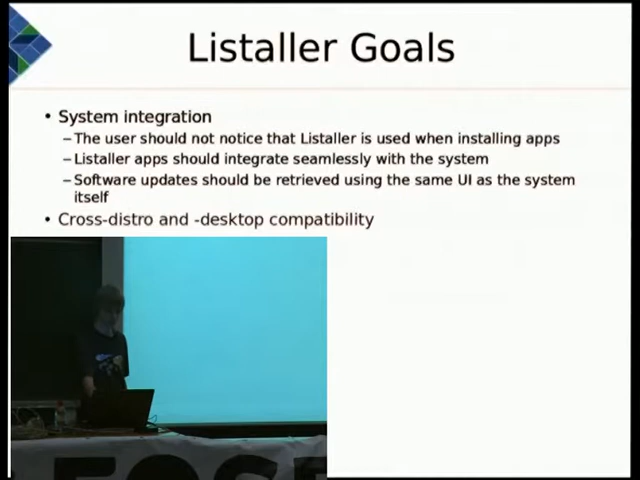 Listaller Goals
• System integration
– The user should not notice that Listaller is used when installing apps
– Listaller apps should integrate seamlessly with the system
– Software updates should be retrieved using the same UI as the system
itself
• Cross-distro and -desktop compatibility